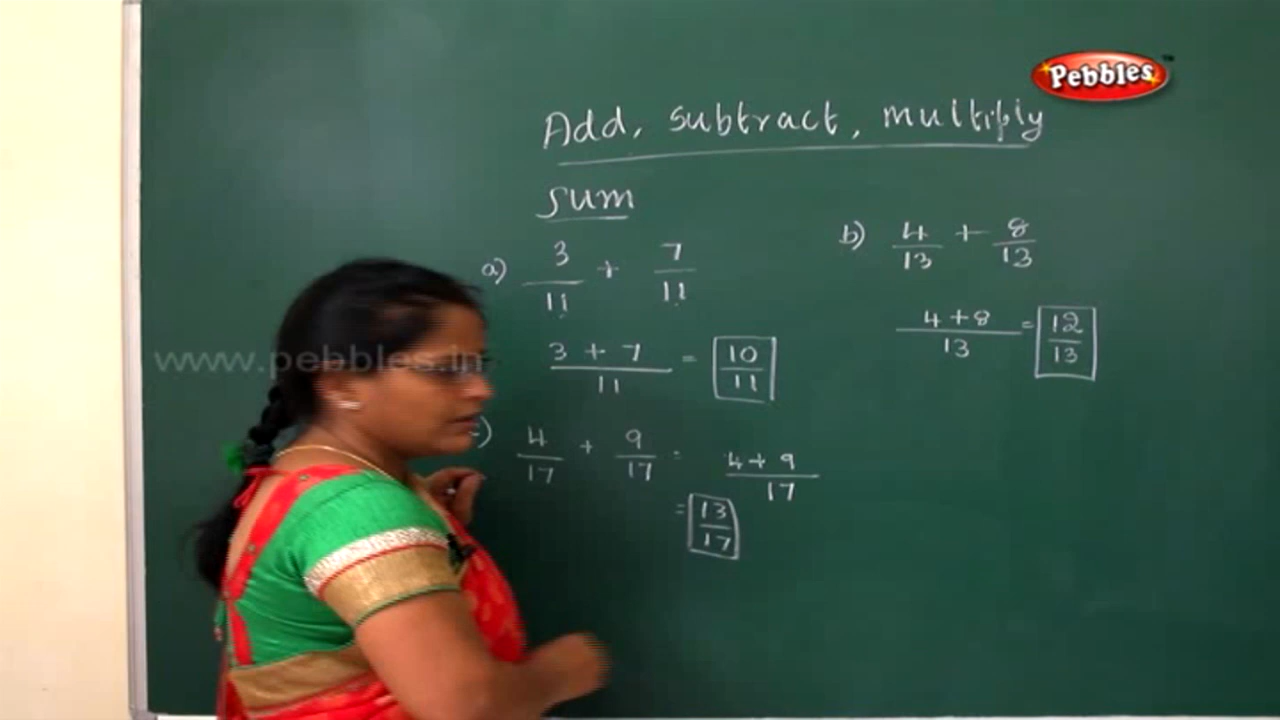 Pebbles™
Add, subtract, multiply
sum
a) 3/11 + 7/11
3 + 7/11 = 10/11
b) 4/13 + 8/13
4 + 8/13 = 12/13
4/17 + 9/17 = 4 + 9/17
= 13/17
www.pebbles.in